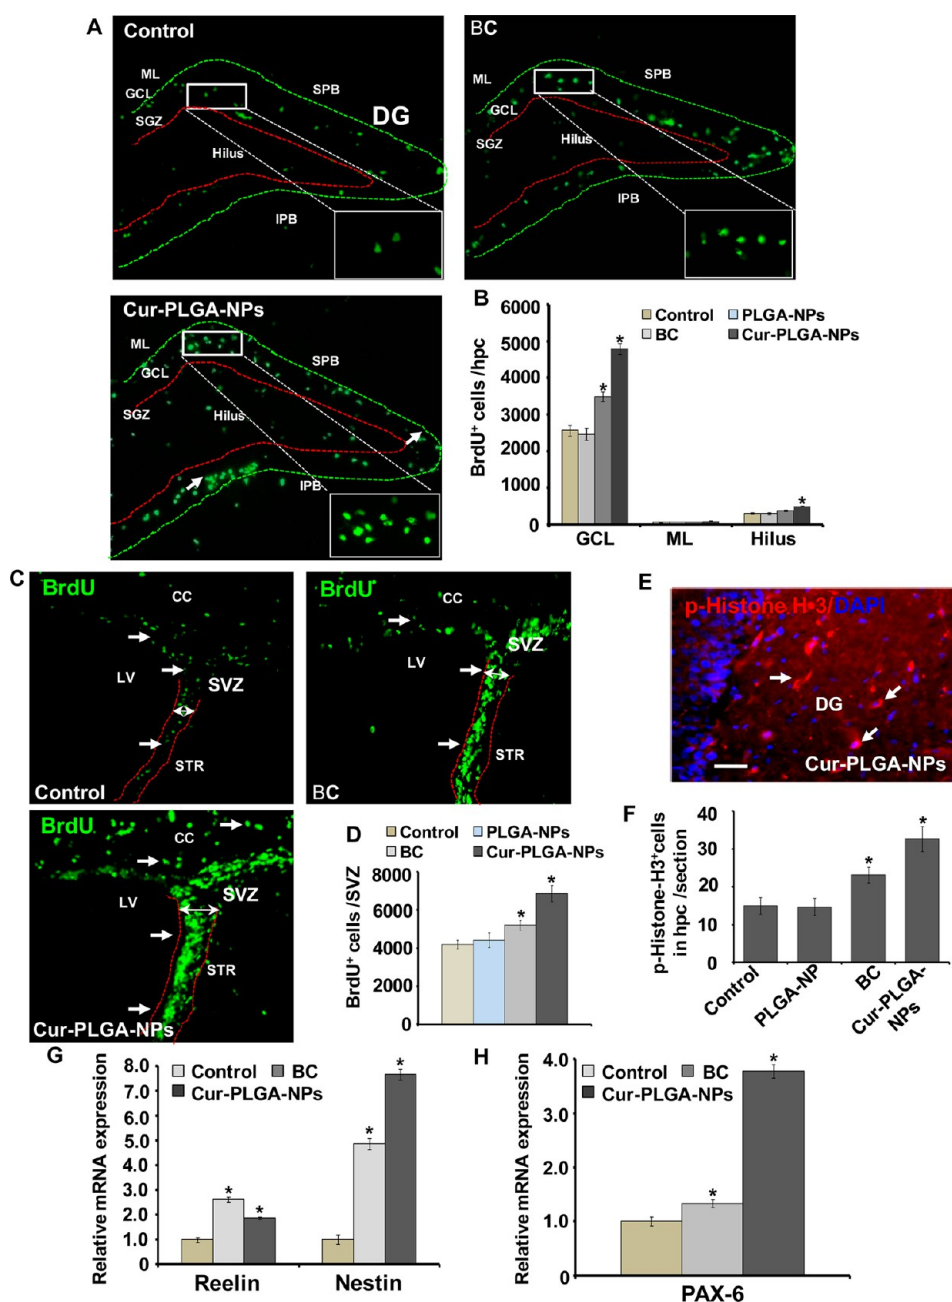 A
Control
ML
GCL
SGZ
SPB
DG
Hilus
IPB
BC
ML
GCL
SGZ
SPB
Hilus
IPB
Cur-PLGA-NPs
ML
GCL
SGZ
SPB
Hilus
IPB
B
6000
5000
4000
3000
2000
1000
0
BrdU+ cells /hpc
Control
PLGA-NPs
BC
Cur-PLGA-NPs
*
*
*
GCL
ML
Hilus
C
BrdU
CC
LV
SVZ
STR
Control
BrdU
CC
SVZ
LV
STR
BC
BrdU
CC
SVZ
LV
STR
Cur-PLGA-NPs
D
Control
PLGA-NPs
BC
Cur-PLGA-NPs
8000
6000
4000
2000
0
BrdU+ cells /SVZ
*
*
E
p-Histone H-3/DAPI
DG
Cur-PLGA-NPs
F
40
30
20
10
0
p-Histone-H3+cells
in hpc /section
*
*
Control
PLGA-NP
BC
Cur-PLGA-
NPs
G
8.0
7.0
6.0
5.0
4.0
3.0
2.0
1.0
0
Relative mRNA expression
Control
BC
Cur-PLGA-NPs
*
*
*
*
Reelin
Nestin
H
4.0
3.0
2.0
1.0
0
Relative mRNA expression
Control
BC
Cur-PLGA-NPs
*
*
PAX-6